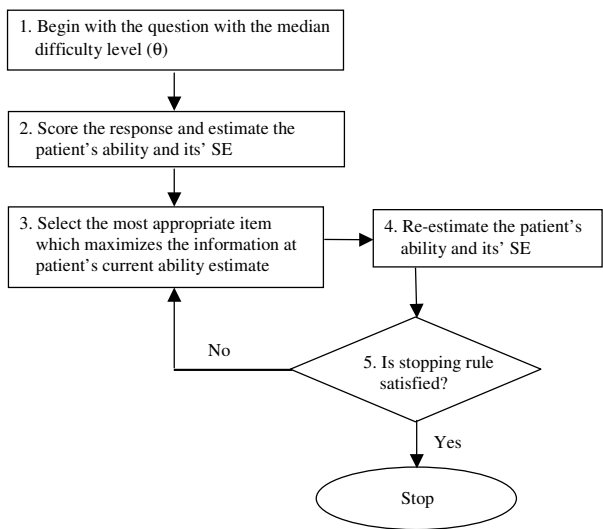 1. Begin with the question with the median
difficulty level (θ)
2. Score the response and estimate the
patient's ability and its' SE
3. Select the most appropriate item
which maximizes the information at
patient's current ability estimate
4. Re-estimate the patient's
ability and its' SE
5. Is stopping rule
satisfied?
No
Yes
Stop